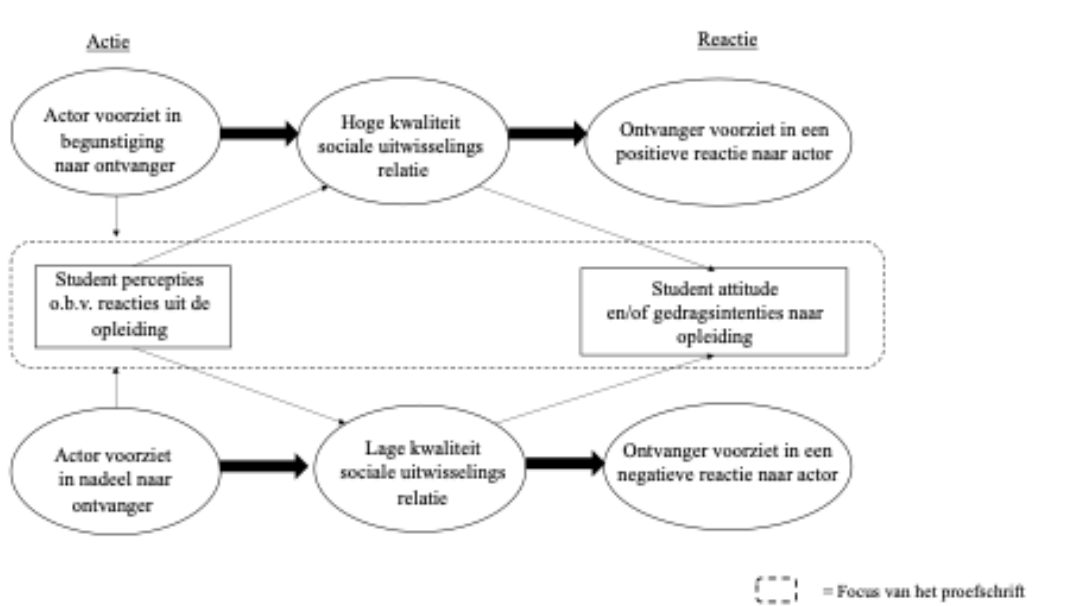 Actie
Reactie
Actor voorziet in
begunstiging
naar ontvanger
Hoge kwaliteit
sociale uitwisselings
relatie
Ontvanger voorziet in een
positieve reactie naar actor
Student percepties
o.b.v. reacties uit de
opleiding
Student attitude
en/of gedragsintenties naar
opleiding
Actor voorziet
in nadeel naar
ontvanger
Lage kwaliteit
sociale uitwisselings
relatie
Ontvanger voorziet in een
negatieve reactie naar actor
= Focus van het proefschrift